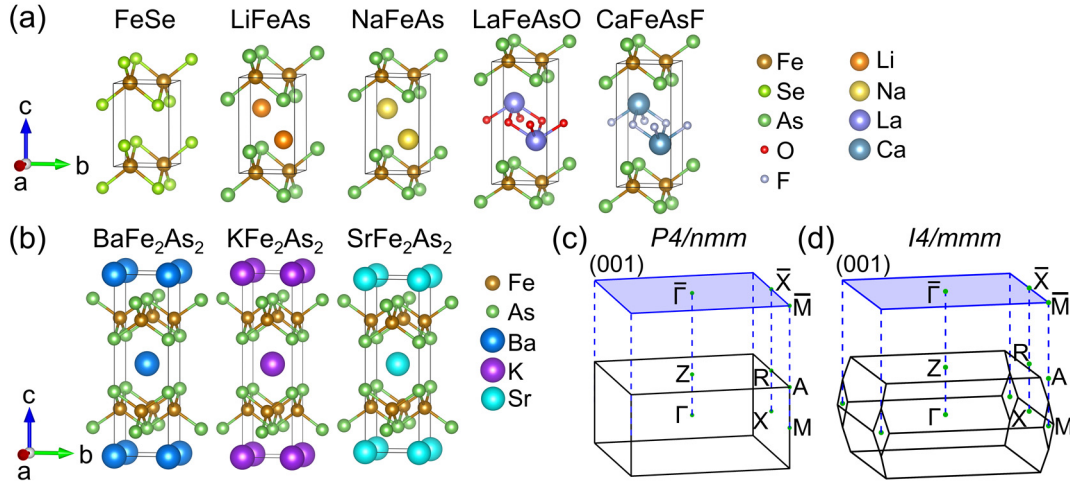 (a)
FeSe LiFeAs NaFeAs LaFeAsO CaFeAsF
Fe Li
Se Na
As La
O Ca
F
c
b
a
(b)
BaFe₂As₂ KFe₂As₂ SrFe₂As₂
Fe
As
Ba
K
Sr
c
b
a
(c) P4/nmm
(001)
Γ̅ X̅
M̅
Z R A
Γ X M
(d) I4/mmm
(001)
Γ̅ X̅
M̅
Z R A
Γ X M